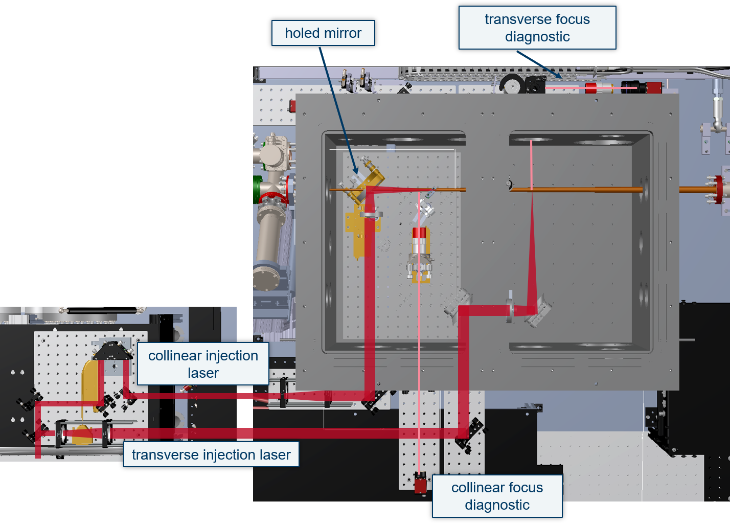 transverse focus
diagnostic
holed mirror
collinear injection
laser
transverse injection laser
collinear focus
diagnostic